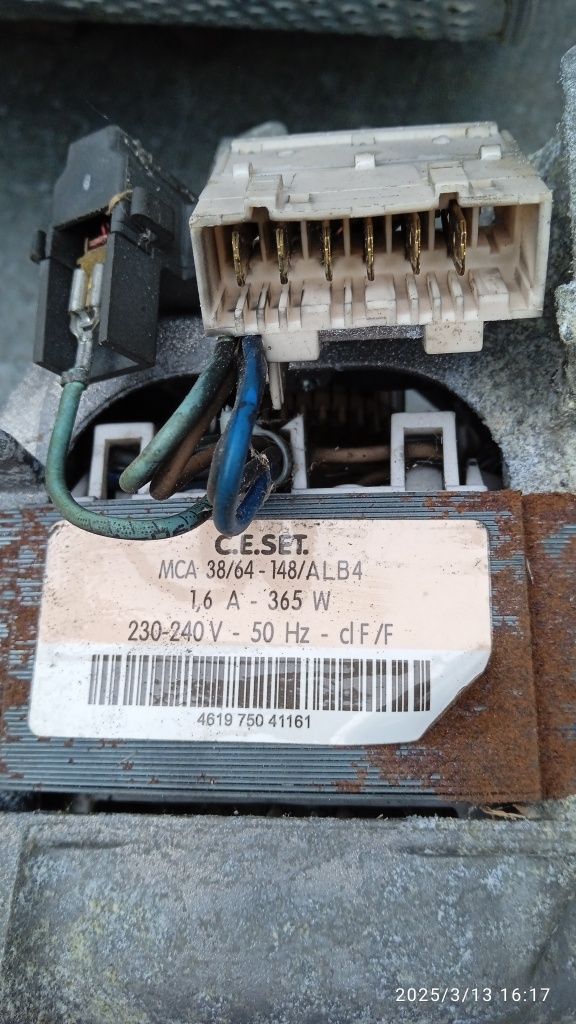 C.E.SET.
MCA 38/64 - 148/ALB4
1,6 A - 365 W
230-240 V - 50 Hz - cl F/F
4619 750 41161
2025/3/13 16:17